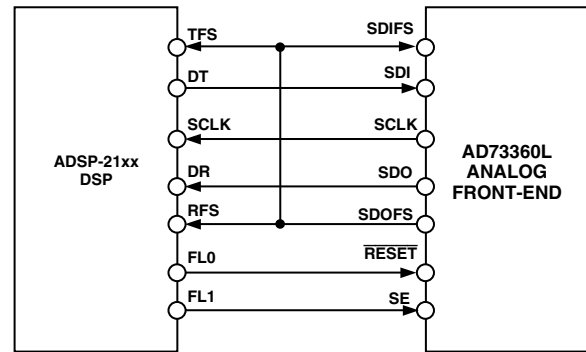 TFS SDIFS
DT SDI
SCLK SCLK
ADSP-21xx
DSP
AD73360L
ANALOG
FRONT-END
DR SDO
RFS SDOFS
FL0 RESET
FL1 SE